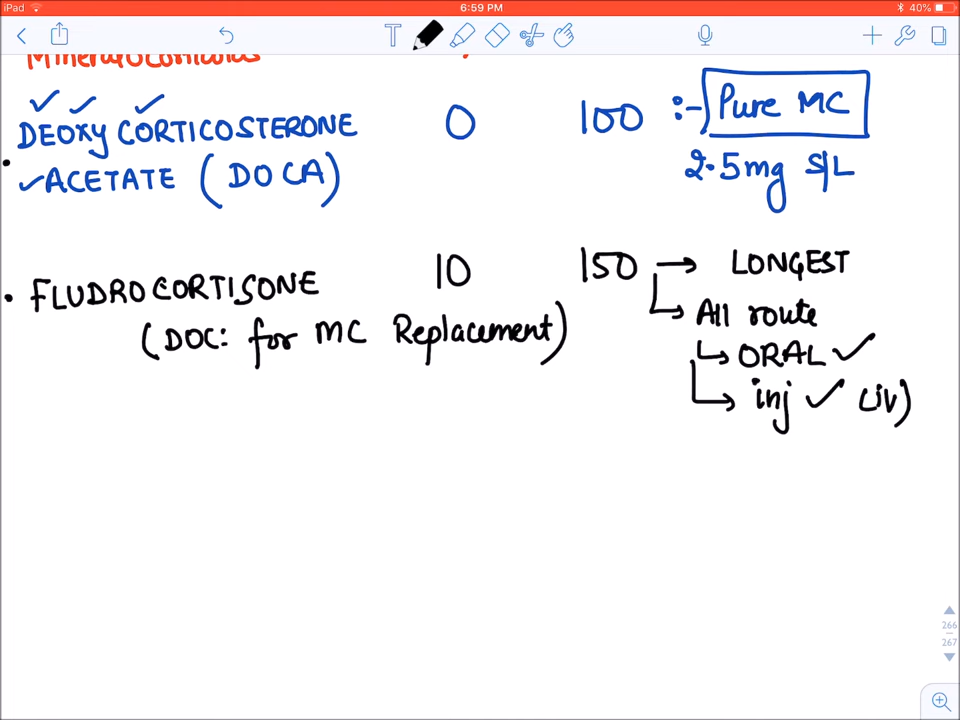 iPad 6:59 PM 40%
T
Mineralocorticoids
DEOXY CORTICOSTERONE 0 100 :- Pure MC
ACETATE (DOCA) 2.5mg S/L
• FLUDROCORTISONE 10 150 → LONGEST
(DOC: for MC Replacement) ↳ All route
↳ ORAL ✓
↳ inj ✓ (iv)
266
267